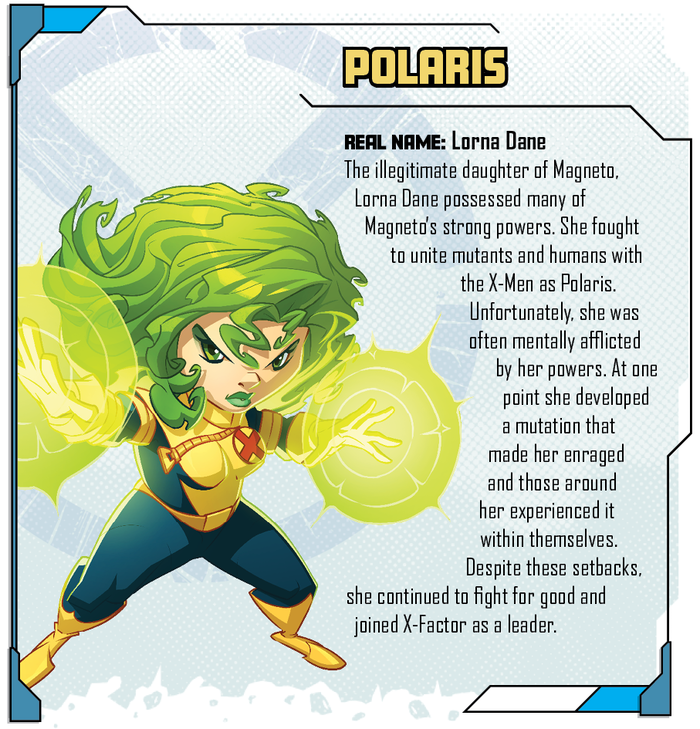 POLARIS
REAL NAME: Lorna Dane
The illegitimate daughter of Magneto,
Lorna Dane possessed many of
Magneto's strong powers. She fought
to unite mutants and humans with
the X-Men as Polaris.
Unfortunately, she was
often mentally afflicted
by her powers. At one
point she developed
a mutation that
made her enraged
and those around
her experienced it
within themselves.
Despite these setbacks,
she continued to fight for good and
joined X-Factor as a leader.